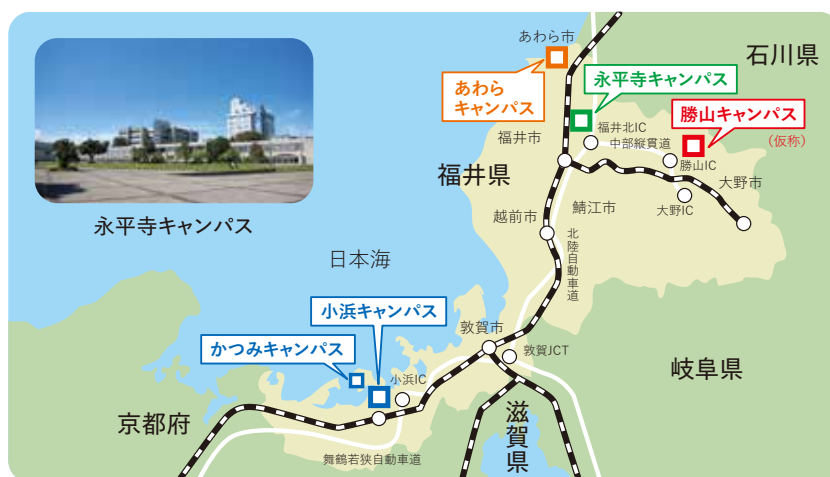 あわら市
石川県
あわら
キャンパス
永平寺キャンパス
勝山キャンパス
(仮称)
福井市
福井北IC
中部縦貫道
勝山IC
福井県
大野市
大野IC
永平寺キャンパス
越前市
鯖江市
北陸自動車道
日本海
小浜キャンパス
敦賀市
かつみキャンパス
敦賀JCT
小浜IC
岐阜県
京都府
滋賀県
舞鶴若狭自動車道